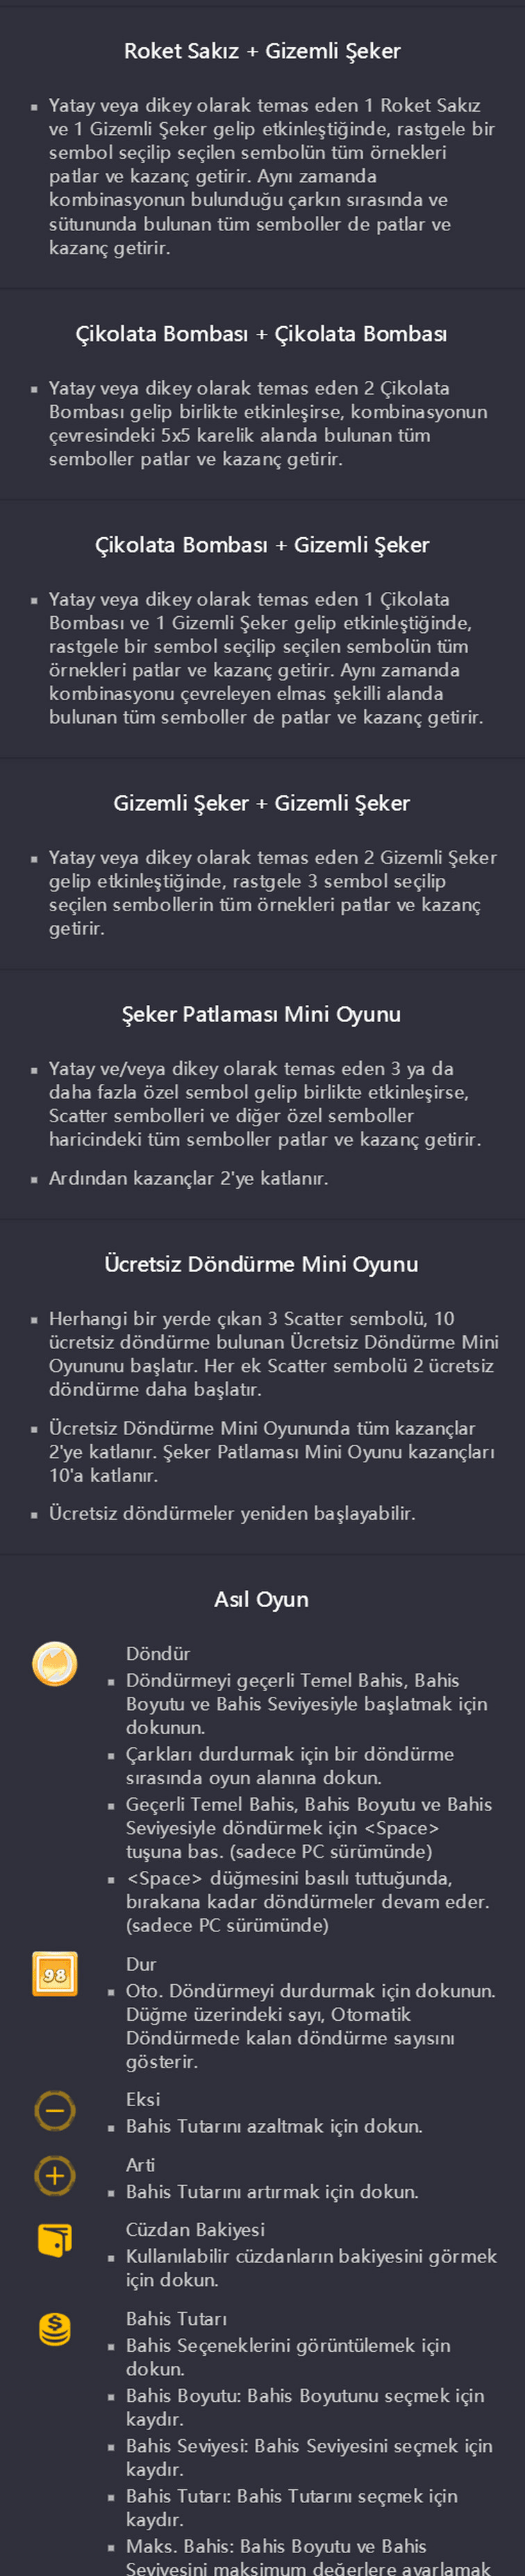 Roket Sakız + Gizemli Şeker
Yatay veya dikey olarak temas eden 1 Roket Sakız
ve 1 Gizemli Şeker gelip etkinleştiğinde, rastgele bir
sembol seçilip seçilen sembolün tüm örnekleri
patlar ve kazanç getirir. Aynı zamanda
kombinasyonun bulunduğu çarkın sırasında ve
sütununda bulunan tüm semboller de patlar ve
kazanç getirir.
Çikolata Bombası + Çikolata Bombası
Yatay veya dikey olarak temas eden 2 Çikolata
Bombası gelip birlikte etkinleşirse, kombinasyonun
çevresindeki 5x5 karelik alanda bulunan tüm
semboller patlar ve kazanç getirir.
Çikolata Bombası + Gizemli Şeker
Yatay veya dikey olarak temas eden 1 Çikolata
Bombası ve 1 Gizemli Şeker gelip etkinleştiğinde,
rastgele bir sembol seçilip seçilen sembolün tüm
örnekleri patlar ve kazanç getirir. Aynı zamanda
kombinasyonu çevreleyen elmas şekilli alanda
bulunan tüm semboller de patlar ve kazanç getirir.
Gizemli Şeker + Gizemli Şeker
Yatay veya dikey olarak temas eden 2 Gizemli Şeker
gelip etkinleştiğinde, rastgele 3 sembol seçilip
seçilen sembollerin tüm örnekleri patlar ve kazanç
getirir.
Şeker Patlaması Mini Oyunu
Yatay ve/veya dikey olarak temas eden 3 ya da
daha fazla özel sembol gelip birlikte etkinleşirse,
Scatter sembolleri ve diğer özel semboller
haricindeki tüm semboller patlar ve kazanç getirir.
Ardından kazançlar 2'ye katlanır.
Ücretsiz Döndürme Mini Oyunu
Herhangi bir yerde çıkan 3 Scatter sembolü, 10
ücretsiz döndürme bulunan Ücretsiz Döndürme Mini
Oyununu başlatır. Her ek Scatter sembolü 2 ücretsiz
döndürme daha başlatır.
Ücretsiz Döndürme Mini Oyununda tüm kazançlar
2'ye katlanır. Şeker Patlaması Mini Oyunu kazançları
10'a katlanır.
Ücretsiz döndürmeler yeniden başlayabilir.
Asıl Oyun
Döndür
Döndürmeyi geçerli Temel Bahis, Bahis
Boyutu ve Bahis Seviyesiyle başlatmak için
dokunun.
Çarkları durdurmak için bir döndürme
sırasında oyun alanına dokun.
Geçerli Temel Bahis, Bahis Boyutu ve Bahis
Seviyesiyle döndürmek için <Space>
tuşuna bas. (sadece PC sürümünde)
<Space> düğmesini basılı tuttuğunda,
bırakana kadar döndürmeler devam eder.
(sadece PC sürümünde)
98
Dur
Oto. Döndürmeyi durdurmak için dokunun.
Düğme üzerindeki sayı, Otomatik
Döndürmede kalan döndürme sayısını
gösterir.
Eksi
Bahis Tutarını azaltmak için dokun.
Arti
Bahis Tutarını artırmak için dokun.
Cüzdan Bakiyesi
Kullanılabilir cüzdanların bakiyesini görmek
için dokun.
Bahis Tutarı
Bahis Seçeneklerini görüntülemek için
dokun.
Bahis Boyutu: Bahis Boyutunu seçmek için
kaydır.
Bahis Seviyesi: Bahis Seviyesini seçmek için
kaydır.
Bahis Tutarı: Bahis Tutarını seçmek için
kaydır.
Maks. Bahis: Bahis Boyutu ve Bahis
Seviyesini maksimum değerlere ayarlamak